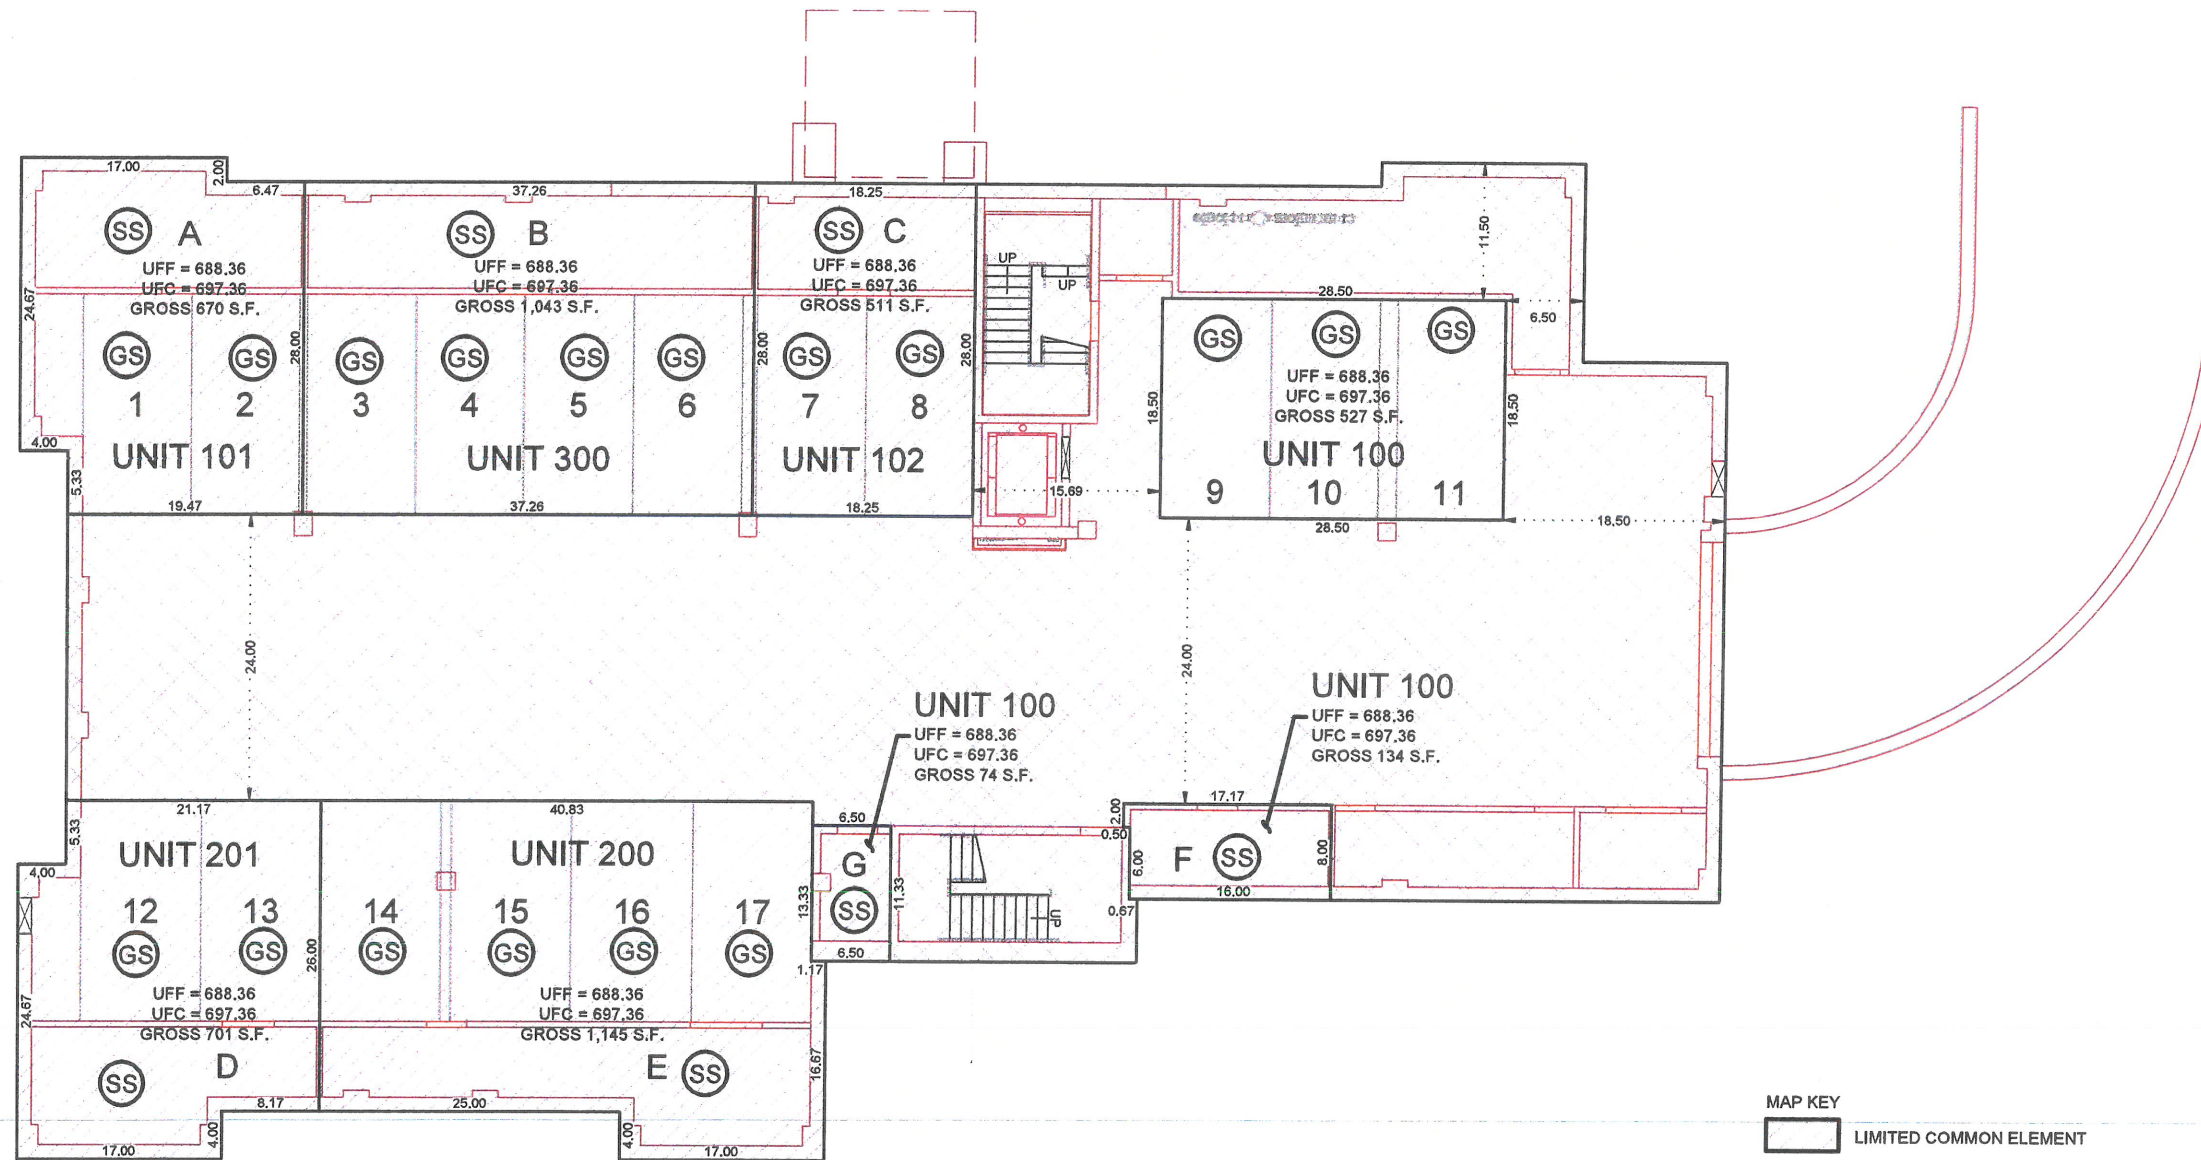 17.00
2.00
6.47
37.26
18.25
11.50
SS A
UFF = 688.36
UFC = 697.36
GROSS 670 S.F.
SS B
UFF = 688.36
UFC = 697.36
GROSS 1,043 S.F.
SS C
UFF = 688.36
UFC = 697.36
GROSS 511 S.F.
UP
UP
24.67
28.00
28.00
28.00
28.50
6.50
GS GS GS GS GS GS GS GS
1 2 3 4 5 6 7 8
4.00
UNIT 101
UNIT 300
UNIT 102
5.33
19.47
37.26
18.25
15.69
GS GS GS
UFF = 688.36
UFC = 697.36
GROSS 527 S.F.
18.50
18.50
UNIT 100
9 10 11
28.50
18.50
24.00
24.00
UNIT 100
UFF = 688.36
UFC = 697.36
GROSS 74 S.F.
UNIT 100
UFF = 688.36
UFC = 697.36
GROSS 134 S.F.
21.17
40.83
6.50
2.00
17.17
0.50
5.33
4.00
UNIT 201
UNIT 200
G
SS
F SS
6.00
8.00
16.00
0.67
11.33
13.33
UP
6.50
1.17
12 13 14 15 16 17
GS GS GS GS GS GS
26.00
24.67
UFF = 688.36
UFC = 697.36
GROSS 701 S.F.
UFF = 688.36
UFC = 697.36
GROSS 1,145 S.F.
SS D
E SS
16.67
8.17
25.00
4.00
4.00
17.00
17.00
MAP KEY
LIMITED COMMON ELEMENT